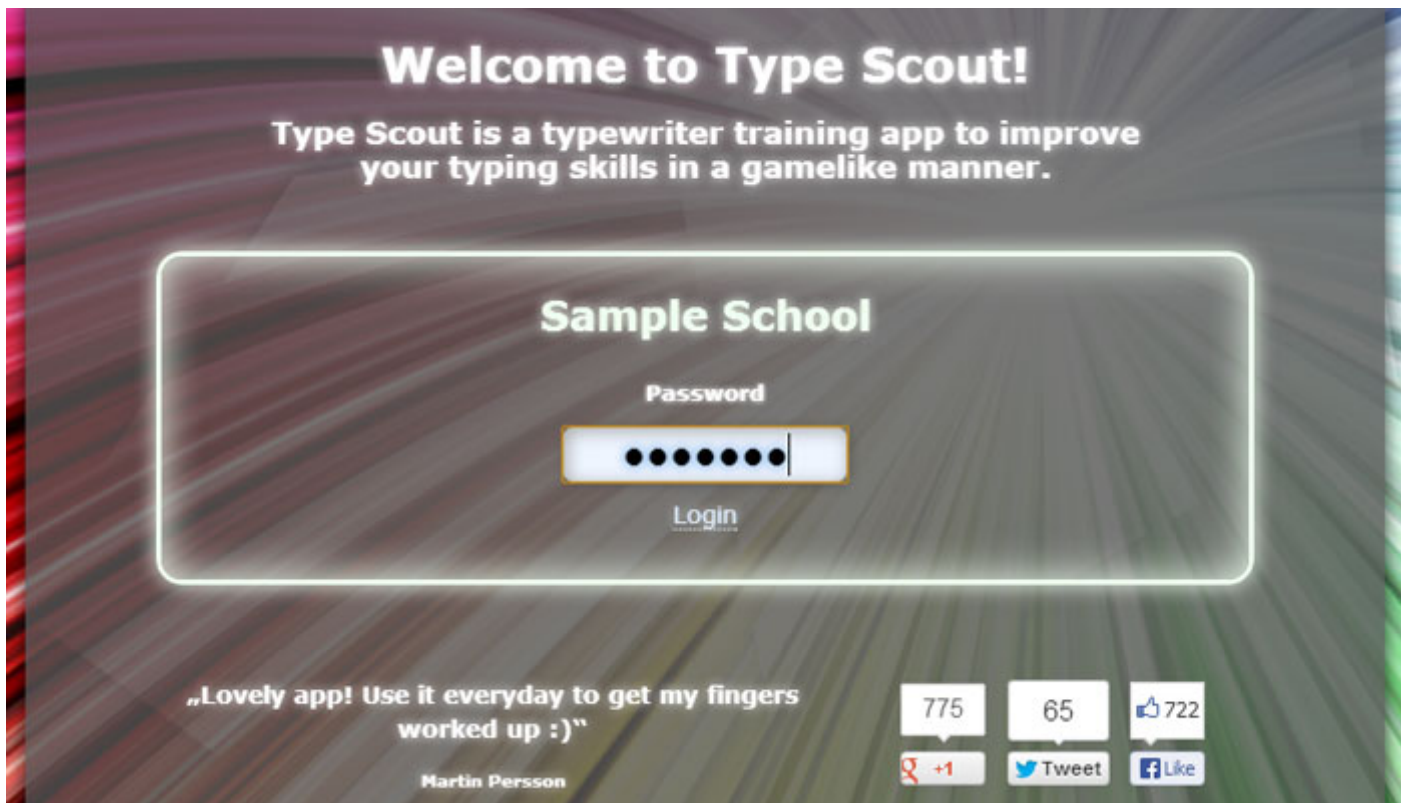 Welcome to Type Scout!
Type Scout is a typewriter training app to improve
your typing skills in a gamelike manner.
Sample School
Password
●●●●●●●
Login
„Lovely app! Use it everyday to get my fingers
worked up :)“
Martin Persson
775 65 722
+1 Tweet Like